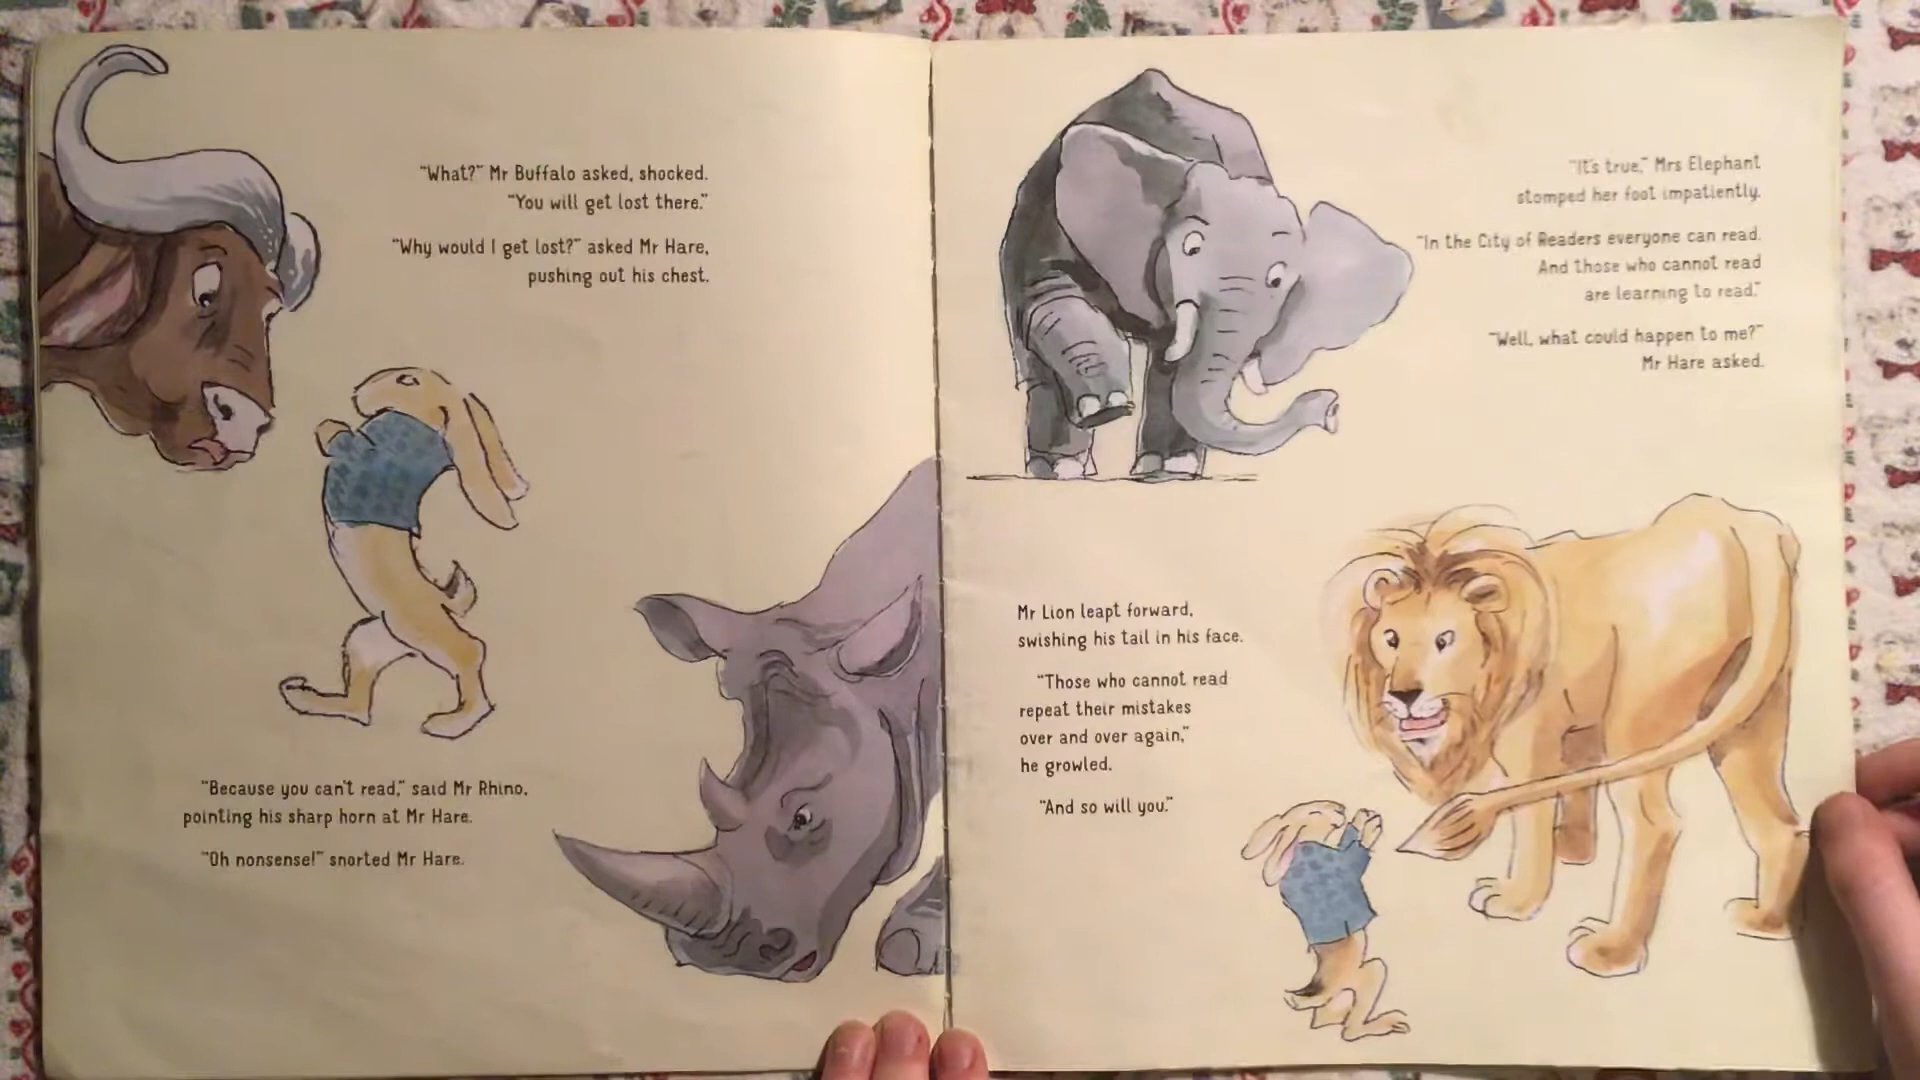 “What?” Mr Buffalo asked, shocked.
“You will get lost there.”
“Why would I get lost?” asked Mr Hare,
pushing out his chest.
“Because you can't read,” said Mr Rhino,
pointing his sharp horn at Mr Hare.
“Oh nonsense!” snorted Mr Hare.
“It's true,” Mrs Elephant
stomped her foot impatiently.
“In the City of Readers everyone can read.
And those who cannot read
are learning to read.”
“Well, what could happen to me?”
Mr Hare asked.
Mr Lion leapt forward,
swishing his tail in his face.
“Those who cannot read
repeat their mistakes
over and over again,”
he growled.
“And so will you.”